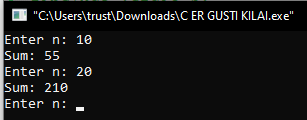 "C:\Users\trust\Downloads\C ER GUSTI KILAI.exe"
Enter n: 10
Sum: 55
Enter n: 20
Sum: 210
Enter n: